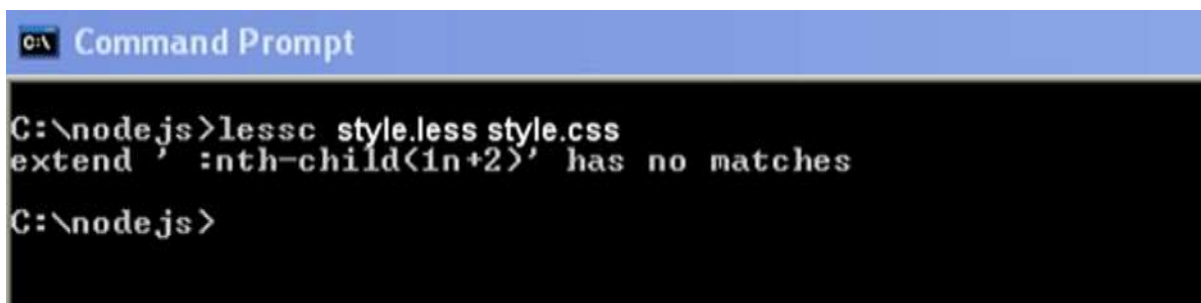 Command Prompt
C:\nodejs>lessc style.less style.css
extend ' :nth-child(1n+2)' has no matches
C:\nodejs>